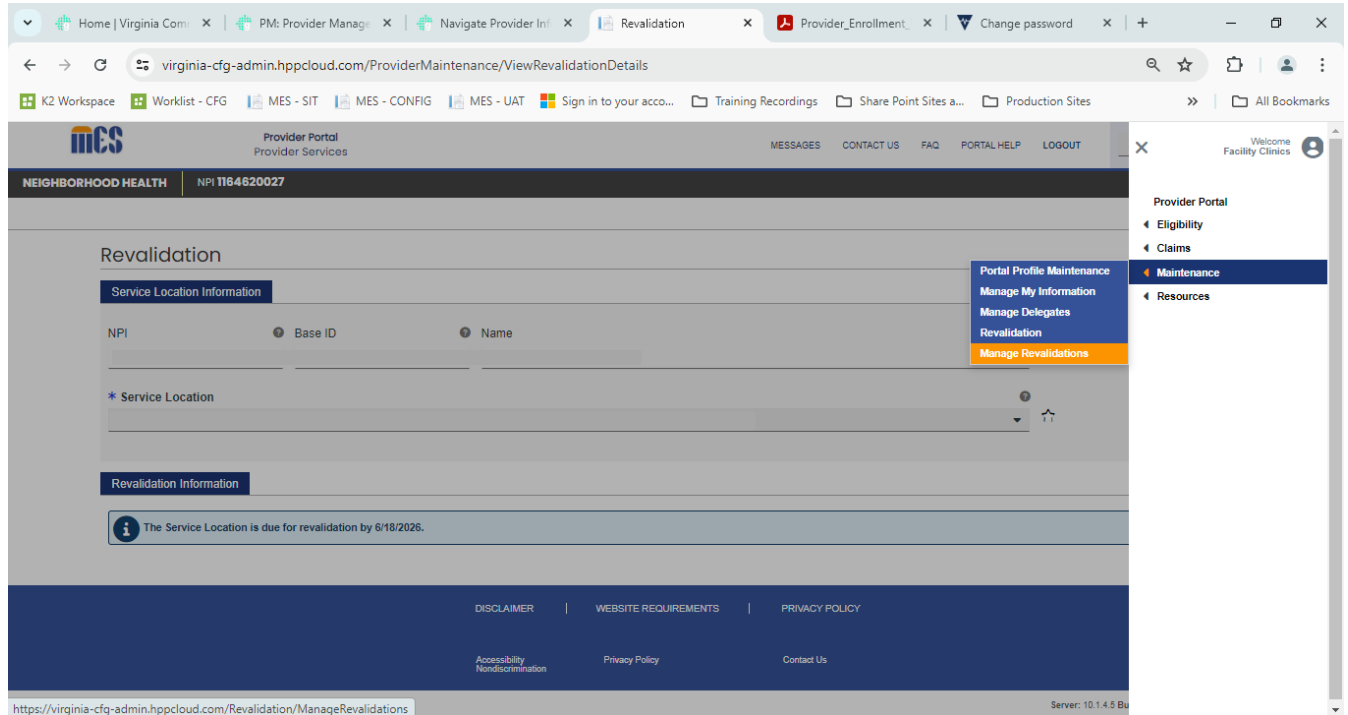 Home | Virginia Com
PM: Provider Manage
Navigate Provider Inf
Revalidation
Provider_Enrollment_
Change password
virginia-cfg-admin.hppcloud.com/ProviderMaintenance/ViewRevalidationDetails
K2 Workspace
Worklist - CFG
MES - SIT
MES - CONFIG
MES - UAT
Sign in to your acco...
Training Recordings
Share Point Sites a...
Production Sites
»
All Bookmarks
mes
Provider Portal
Provider Services
MESSAGES
CONTACT US
FAQ
PORTAL HELP
LOGOUT
Welcome
Facility Clinics
NEIGHBORHOOD HEALTH
NPI 1164620027
Provider Portal
Eligibility
Claims
Maintenance
Resources
Portal Profile Maintenance
Manage My Information
Manage Delegates
Revalidation
Manage Revalidations
Revalidation
Service Location Information
NPI
Base ID
Name
* Service Location
Revalidation Information
The Service Location is due for revalidation by 6/18/2026.
DISCLAIMER | WEBSITE REQUIREMENTS | PRIVACY POLICY
Accessibility
Nondiscrimination
Privacy Policy
Contact Us
https://virginia-cfg-admin.hppcloud.com/Revalidation/ManageRevalidations
Server: 10.1.4.5 Bu